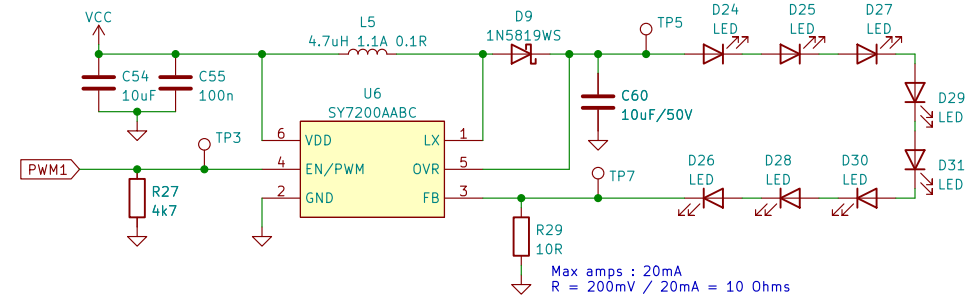 VCC
L5
4.7uH 1.1A 0.1R
D9
1N5819WS
TP5
D24
LED
D25
LED
D27
LED
C54
10uF
C55
100n
U6
SY7200AABC
C60
10uF/50V
D29
LED
6 VDD
LX 1
TP3
PWM1
4 EN/PWM
OVR 5
TP7
D26
LED
D28
LED
D30
LED
D31
LED
R27
4k7
2 GND
FB 3
R29
10R
Max amps : 20mA
R = 200mV / 20mA = 10 Ohms